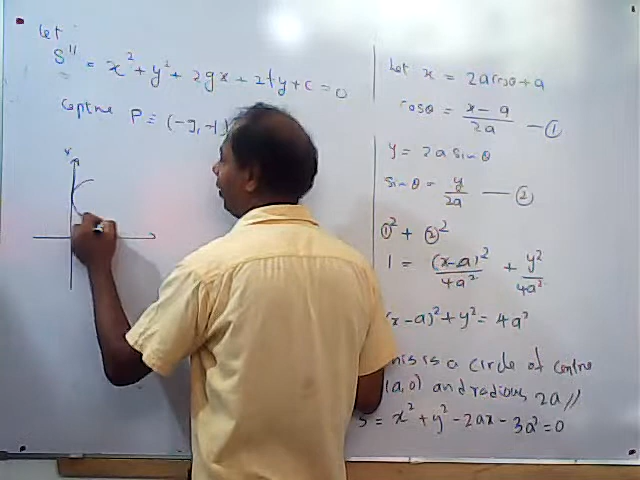 Let
S" = x² + y² + 2gx + 2fy + c = 0
centre P ≡ (-g, -f)
y
Let x = 2a cosθ + a
cosθ = x - a / 2a — ①
y = 2a sinθ
sinθ = y / 2a — ②
①² + ②²
1 = (x-a)² / 4a² + y² / 4a²
(x-a)² + y² = 4a²
his is a circle of centre
(a, 0) and radious 2a //
S = x² + y² - 2ax - 3a² = 0